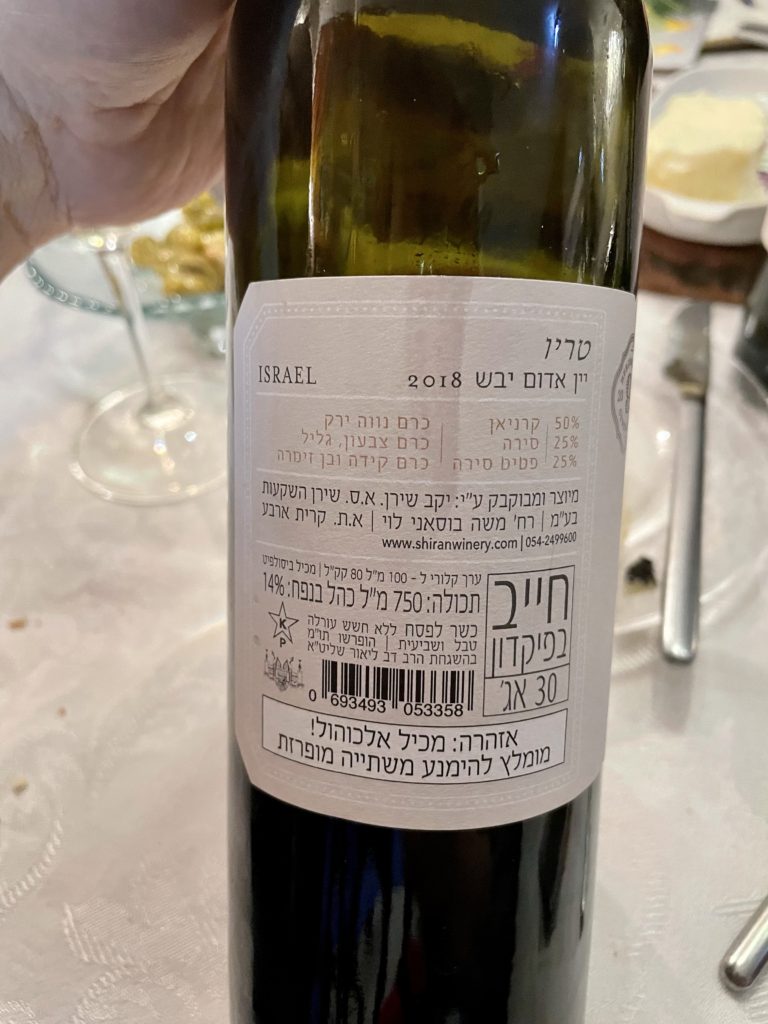 טריו
יין אדום יבש 2018 ISRAEL
50% קרניאן | כרם נווה ירק
25% סירה | כרם צבעון, גליל
25% פטיט סירה | כרם קידה ובן זימרה
מיוצר ומבוקבק ע״י: יקב שירן. א.ס. שירן השקעות
בע״מ | רח׳ משה בוסאני לוי | א.ת. קרית ארבע
www.shiranwinery.com | 054-2499600
ערך קלורי ל - 100 מ״ל 80 קק״ל | מכיל ביסולפיט
תכולה: 750 מ״ל כהל בנפח: 14%
כשר לפסח ללא חשש עורלה
טבל ושביעית | הופרשו תו״מ
בהשגחת הרב דב ליאור שליט״א
K
P
חייב
בפיקדון
30 אג׳
0 693493 053358
אזהרה: מכיל אלכוהול!
מומלץ להימנע משתייה מופרזת